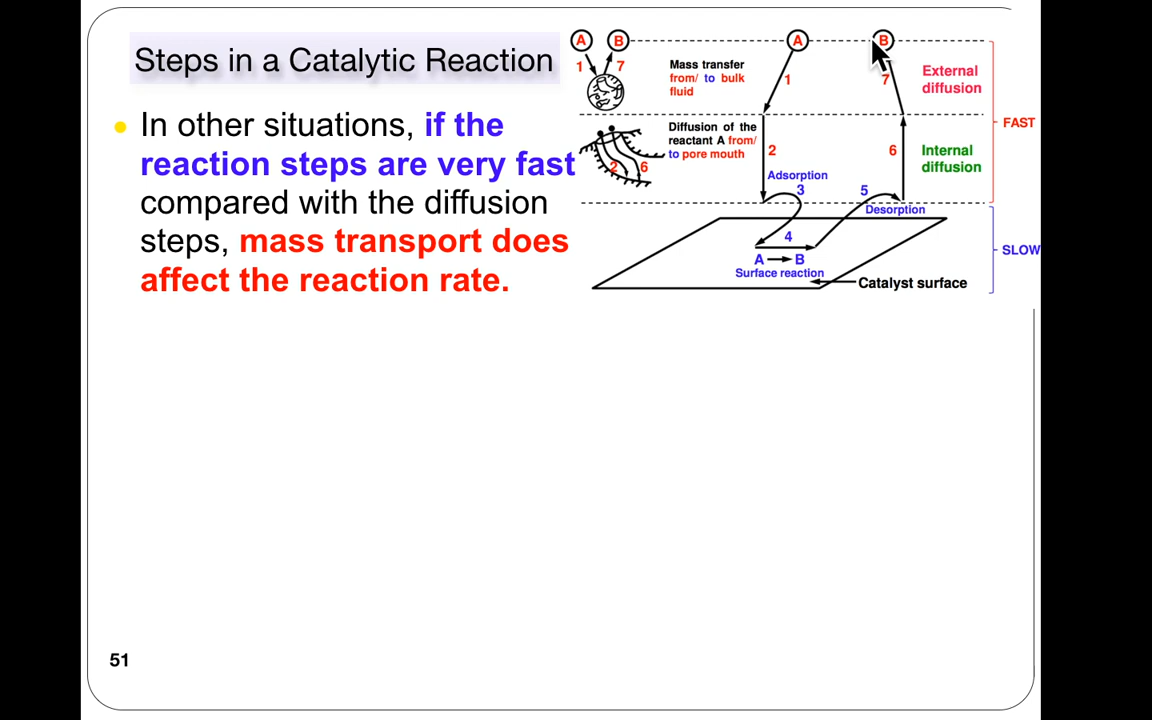 Steps in a Catalytic Reaction
In other situations, if the
reaction steps are very fast
compared with the diffusion
steps, mass transport does
affect the reaction rate.
A B A B
1 7
Mass transfer
from/ to bulk
fluid
1 7
External
diffusion
Diffusion of the
reactant A from/
to pore mouth
2 6
2 6
Internal
diffusion
FAST
Adsorption
3 5
Desorption
4
A B
Surface reaction
Catalyst surface
SLOW
51